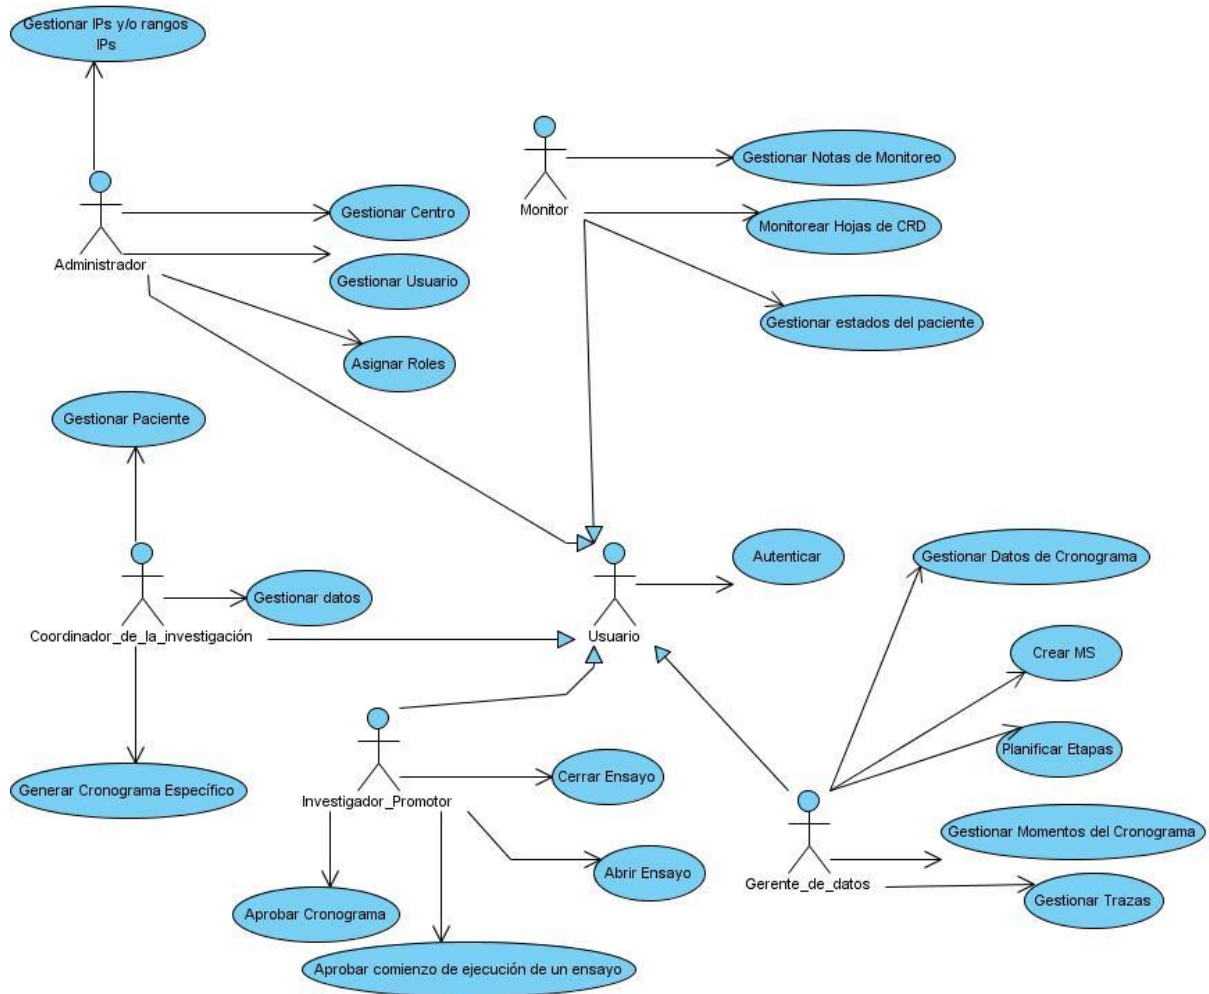 Gestionar IPs y/o rangos
IPs
Gestionar Notas de Monitoreo
Monitor
Gestionar Centro
Monitorear Hojas de CRD
Administrador
Gestionar Usuario
Gestionar estados del paciente
Asignar Roles
Gestionar Paciente
Autenticar
Gestionar Datos de Cronograma
Gestionar datos
Coordinador_de_la_investigación
Usuario
Crear MS
Planificar Etapas
Cerrar Ensayo
Generar Cronograma Específico
Investigador_Promotor
Gestionar Momentos del Cronograma
Abrir Ensayo
Gerente_de_datos
Gestionar Trazas
Aprobar Cronograma
Aprobar comienzo de ejecución de un ensayo